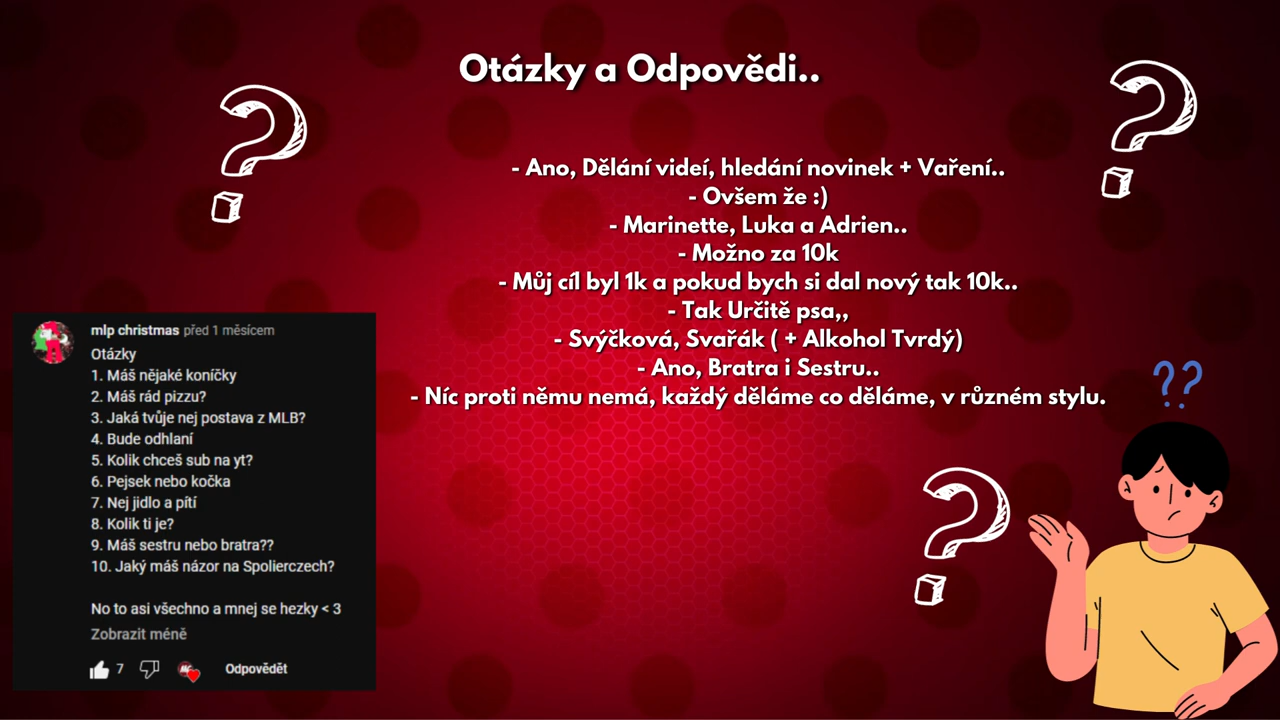 Otázky a Odpovědi..
- Ano, Dělání videí, hledání novinek + Vaření..
- Ovšem že :)
- Marinette, Luka a Adrien..
- Možno za 10k
- Můj cíl byl 1k a pokud bych si dal nový tak 10k..
- Tak Určitě psa,,
- Svýčková, Svařák ( + Alkohol Tvrdý)
- Ano, Bratra i Sestru..
- Níc proti němu nemá, každý děláme co děláme, v různém stylu.
mlp christmas před 1 měsícem
Otázky
1. Máš nějaké koníčky
2. Máš rád pizzu?
3. Jaká tvůje nej postava z MLB?
4. Bude odhlaní
5. Kolik chceš sub na yt?
6. Pejsek nebo kočka
7. Nej jidlo a pítí
8. Kolik ti je?
9. Máš sestru nebo bratra??
10. Jaký máš názor na Spolierczech?
No to asi všechno a mnej se hezky < 3
Zobrazit méně
7 Odpovědět
??